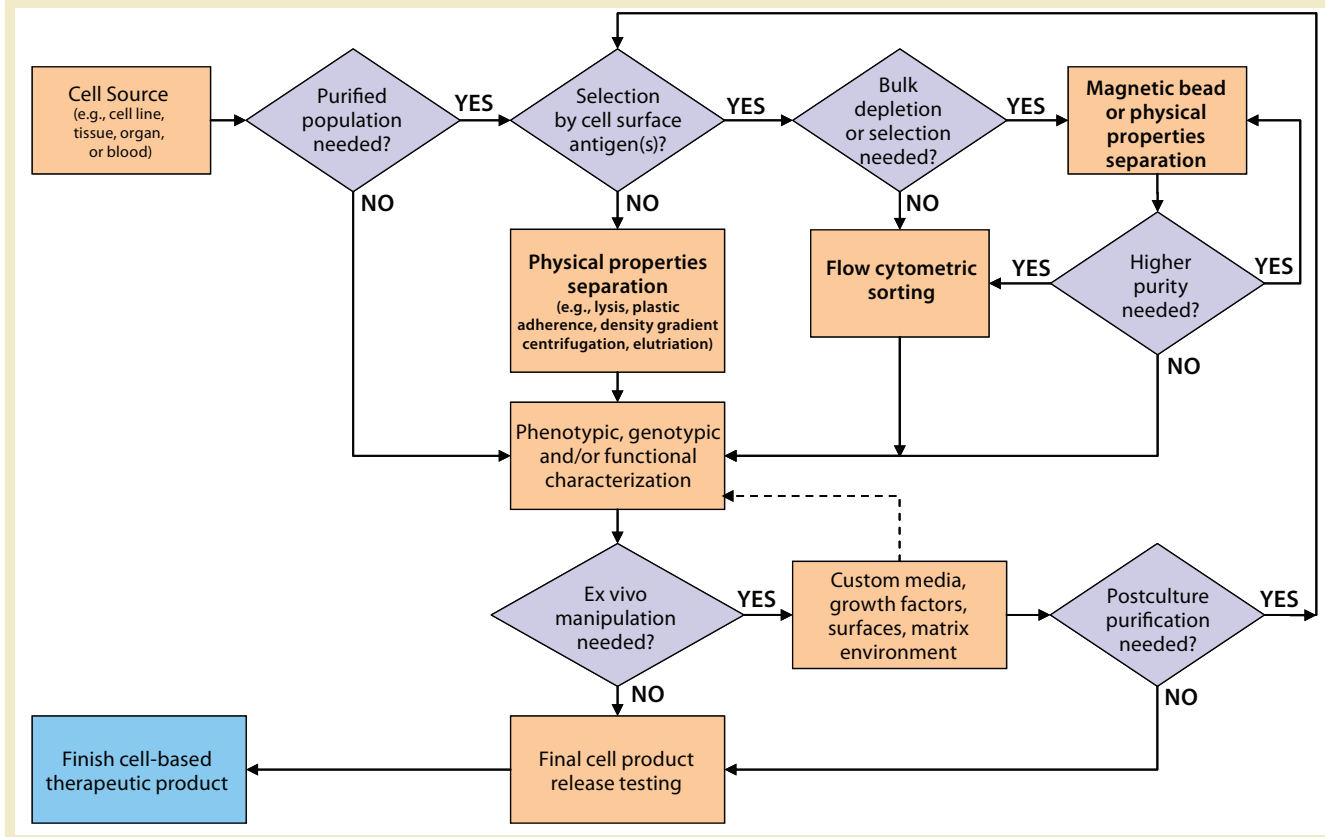 Cell Source
(e.g., cell line,
tissue, organ,
or blood)
Purified
population
needed?
YES
NO
Selection
by cell surface
antigen(s)?
YES
NO
Bulk
depletion
or selection
needed?
YES
NO
Magnetic bead
or physical
properties
separation
Physical properties
separation
(e.g., lysis, plastic
adherence, density gradient
centrifugation, elutriation)
Flow cytometric
sorting
YES
Higher
purity
needed?
YES
NO
Phenotypic, genotypic
and/or functional
characterization
Ex vivo
manipulation
needed?
YES
NO
Custom media,
growth factors,
surfaces, matrix
environment
Postculture
purification
needed?
YES
NO
Finish cell-based
therapeutic product
Final cell product
release testing